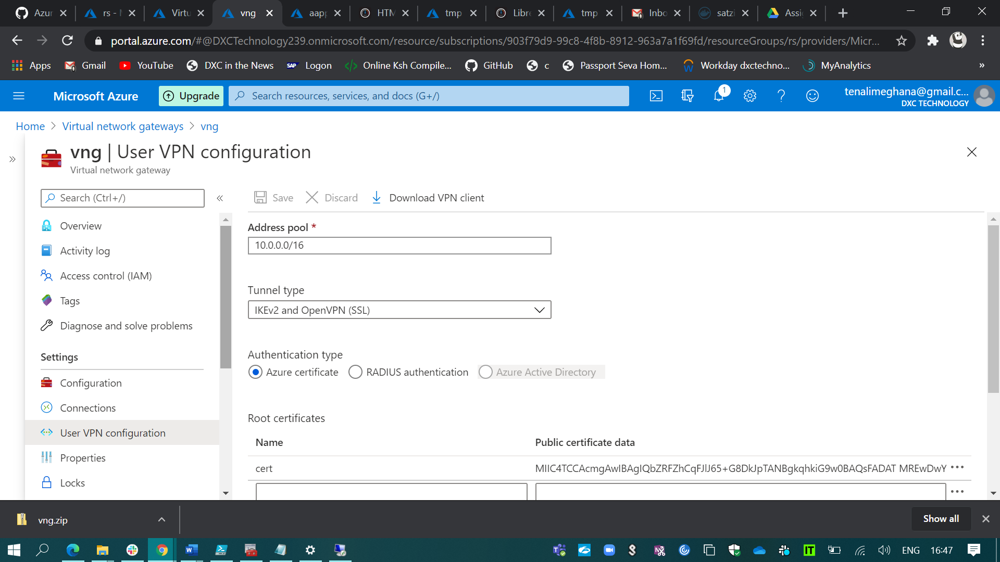 Azur
rs - M
Virtu
vng
aapp
HTM
tmp
Libre
tmp
Inbo
satzi
Assi
portal.azure.com/#@DXCTechnology239.onmicrosoft.com/resource/subscriptions/903f79d9-99c8-4f8b-8912-963a7a1f69fd/resourceGroups/rs/providers/Micr...
Apps
Gmail
YouTube
DXC in the News
SAP Logon
Online Ksh Compile...
GitHub
c
Passport Seva Hom...
Workday dxctechno...
MyAnalytics
»
Microsoft Azure
Upgrade
Search resources, services, and docs (G+/)
1
tenalimeghana@gmail.c...
DXC TECHNOLOGY
Home > Virtual network gateways > vng
vng | User VPN configuration
Virtual network gateway
Search (Ctrl+/)
Save
Discard
Download VPN client
Overview
Activity log
Access control (IAM)
Tags
Diagnose and solve problems
Settings
Configuration
Connections
User VPN configuration
Properties
Locks
Address pool *
10.0.0.0/16
Tunnel type
IKEv2 and OpenVPN (SSL)
Authentication type
Azure certificate
RADIUS authentication
Azure Active Directory
Root certificates
Name
Public certificate data
cert
MIIC4TCCAcmgAwIBAgIQbZRFZhCqFJlJ65+G8DkJpTANBgkqhkiG9w0BAQsFADAT MREwDwY
vng.zip
Show all
ENG
16:47